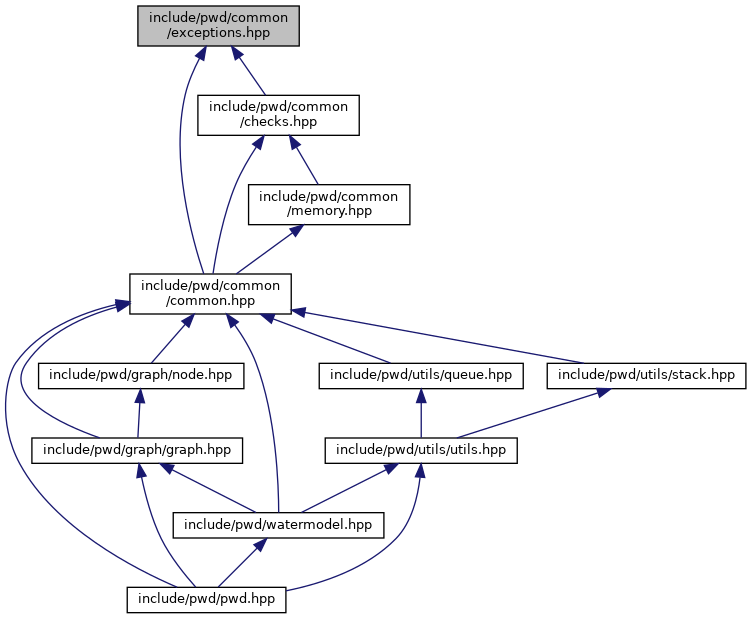 include/pwd/common
/exceptions.hpp
include/pwd/common
/checks.hpp
include/pwd/common
/memory.hpp
include/pwd/common
/common.hpp
include/pwd/graph/node.hpp
include/pwd/utils/queue.hpp
include/pwd/utils/stack.hpp
include/pwd/graph/graph.hpp
include/pwd/utils/utils.hpp
include/pwd/watermodel.hpp
include/pwd/pwd.hpp